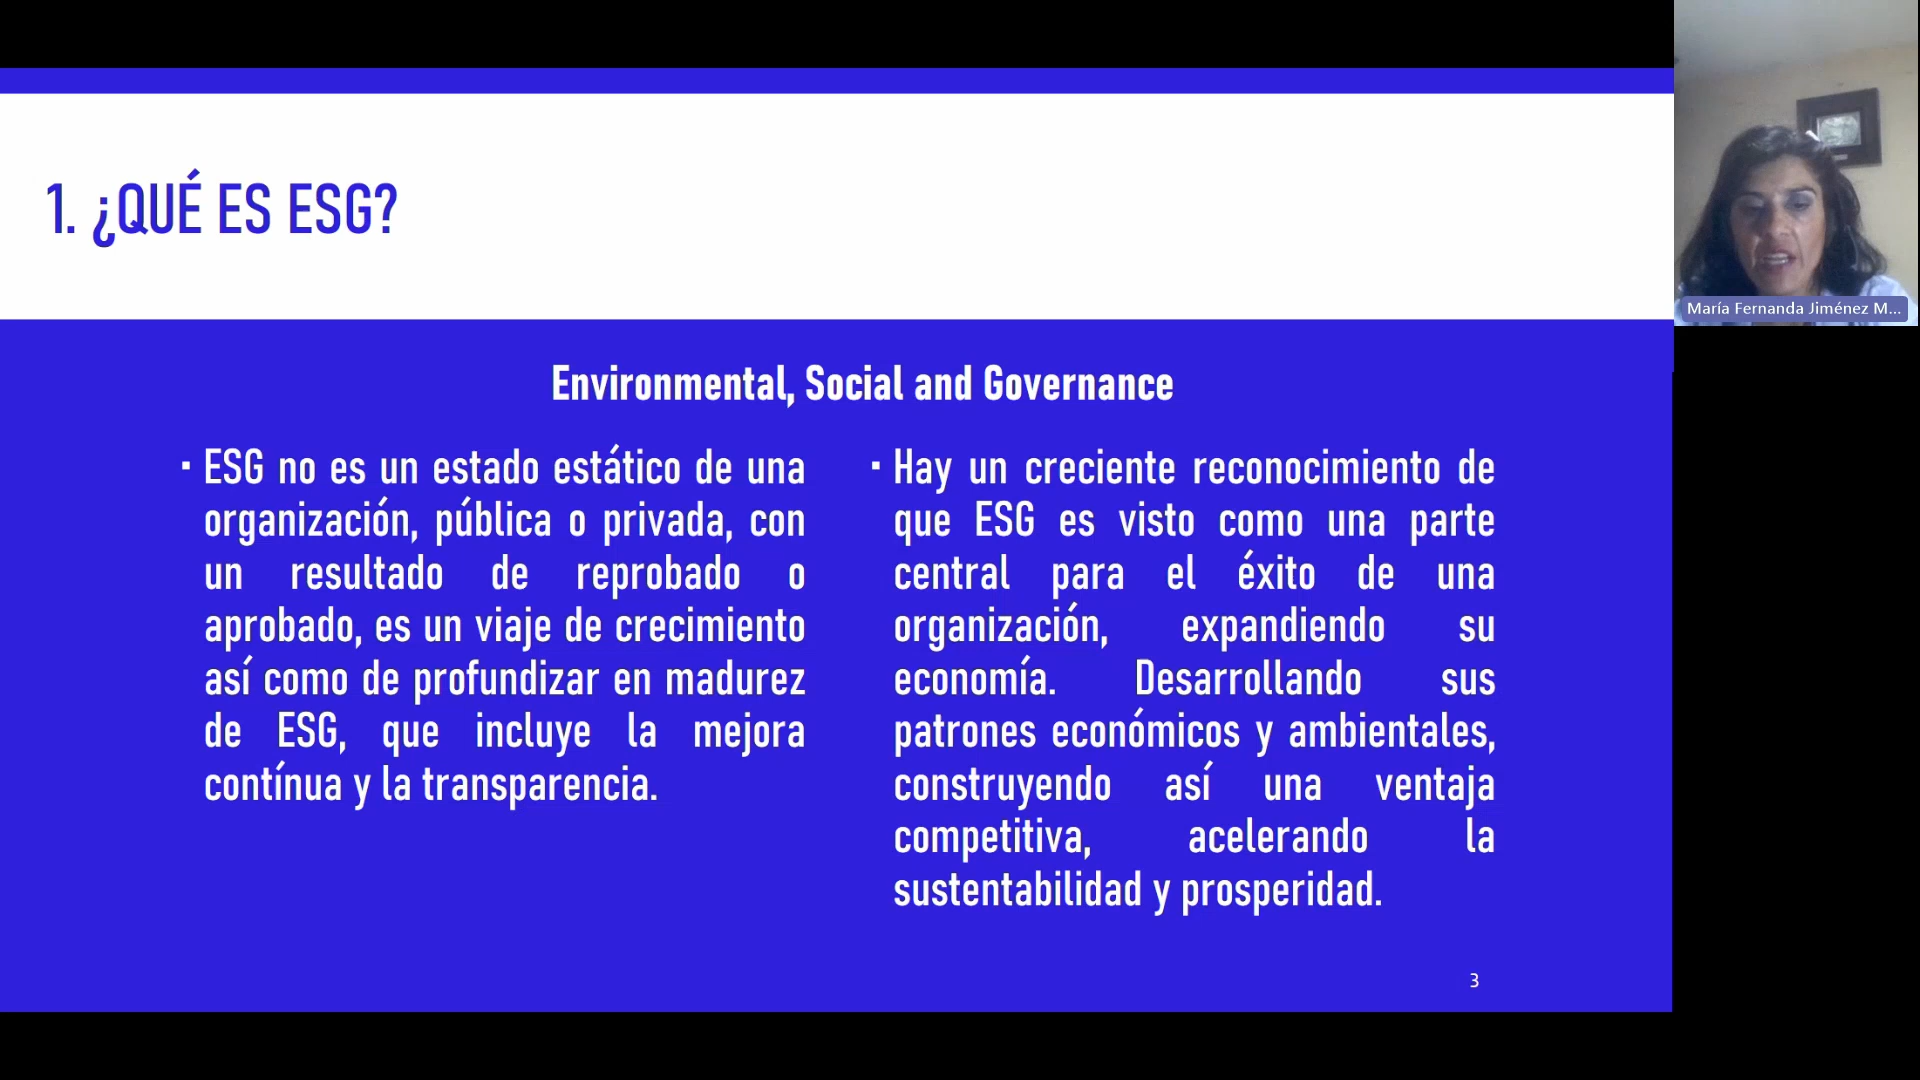 1. ¿QUÉ ES ESG?
María Fernanda Jiménez M...
Environmental, Social and Governance
▪ ESG no es un estado estático de una
organización, pública o privada, con
un resultado de reprobado o
aprobado, es un viaje de crecimiento
así como de profundizar en madurez
de ESG, que incluye la mejora
contínua y la transparencia.
▪ Hay un creciente reconocimiento de
que ESG es visto como una parte
central para el éxito de una
organización, expandiendo su
economía. Desarrollando sus
patrones económicos y ambientales,
construyendo así una ventaja
competitiva, acelerando la
sustentabilidad y prosperidad.
3